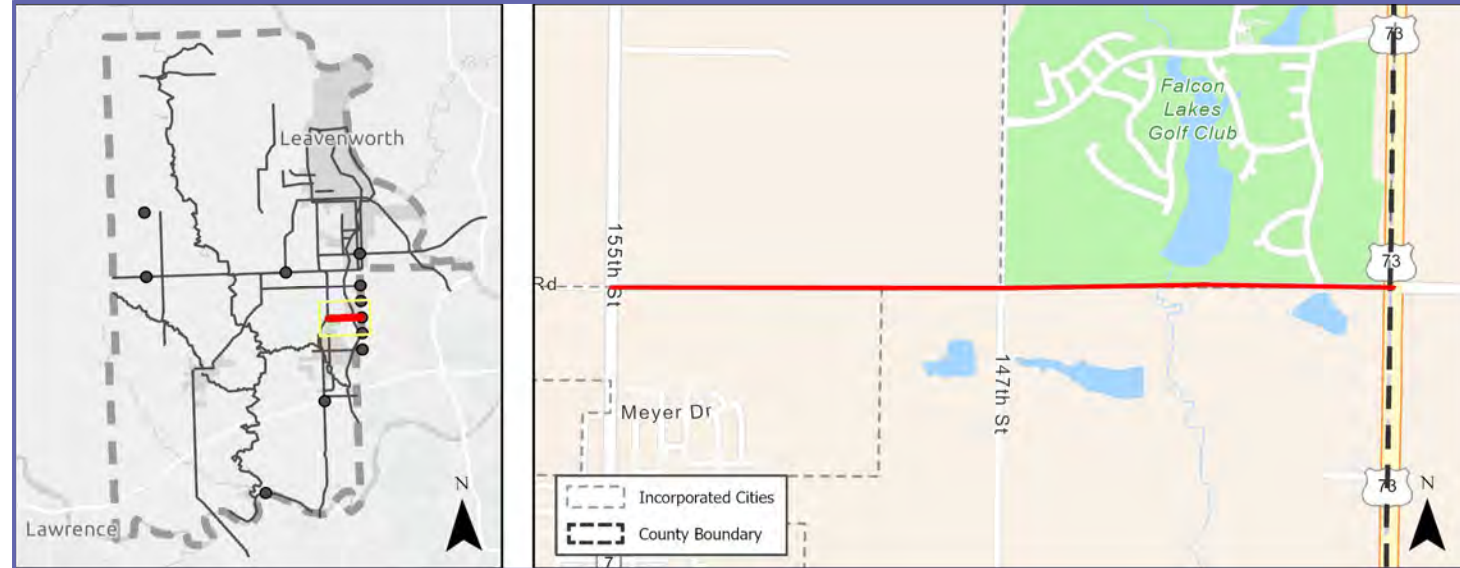 Leavenworth
Lawrence
N
73
Falcon
Lakes
Golf Club
155th St
73
Rd
147th St
Meyer Dr
73
Incorporated Cities
County Boundary
7
N